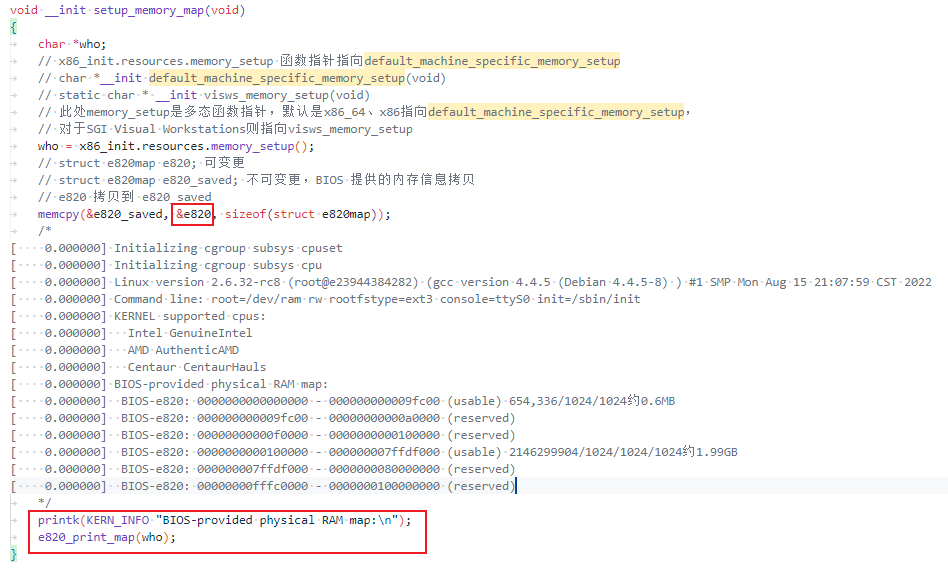 void __init setup_memory_map(void)
{
char *who;
// x86_init.resources.memory_setup 函数指针指向default_machine_specific_memory_setup
// char *__init default_machine_specific_memory_setup(void)
// static char * __init visws_memory_setup(void)
// 此处memory_setup是多态函数指针，默认是x86_64、x86指向default_machine_specific_memory_setup，
// 对于SGI Visual Workstations则指向visws_memory_setup
who = x86_init.resources.memory_setup();
// struct e820map e820; 可变更
// struct e820map e820_saved; 不可变更，BIOS 提供的内存信息拷贝
// e820 拷贝到 e820_saved
memcpy(&e820_saved, &e820, sizeof(struct e820map));
/*
[    0.000000] Initializing cgroup subsys cpuset
[    0.000000] Initializing cgroup subsys cpu
[    0.000000] Linux version 2.6.32-rc8 (root@e23944384282) (gcc version 4.4.5 (Debian 4.4.5-8) ) #1 SMP Mon Aug 15 21:07:59 CST 2022
[    0.000000] Command line: root=/dev/ram rw rootfstype=ext3 console=ttyS0 init=/sbin/init
[    0.000000] KERNEL supported cpus:
[    0.000000]   Intel GenuineIntel
[    0.000000]   AMD AuthenticAMD
[    0.000000]   Centaur CentaurHauls
[    0.000000] BIOS-provided physical RAM map:
[    0.000000]  BIOS-e820: 0000000000000000 - 000000000009fc00 (usable) 654,336/1024/1024约0.6MB
[    0.000000]  BIOS-e820: 000000000009fc00 - 00000000000a0000 (reserved)
[    0.000000]  BIOS-e820: 00000000000f0000 - 0000000000100000 (reserved)
[    0.000000]  BIOS-e820: 0000000000100000 - 000000007ffdf000 (usable) 2146299904/1024/1024/1024约1.99GB
[    0.000000]  BIOS-e820: 000000007ffdf000 - 0000000080000000 (reserved)
[    0.000000]  BIOS-e820: 00000000fffc0000 - 0000000100000000 (reserved)
*/
printk(KERN_INFO "BIOS-provided physical RAM map:\n");
e820_print_map(who);
}